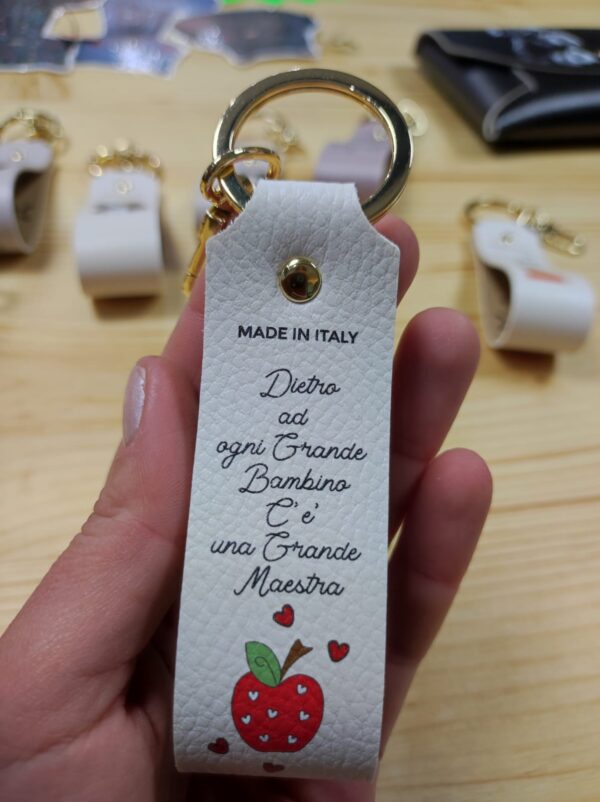 MADE IN ITALY
Dietro
ad
ogni Grande
Bambino
C'e'
una Grande
Maestra